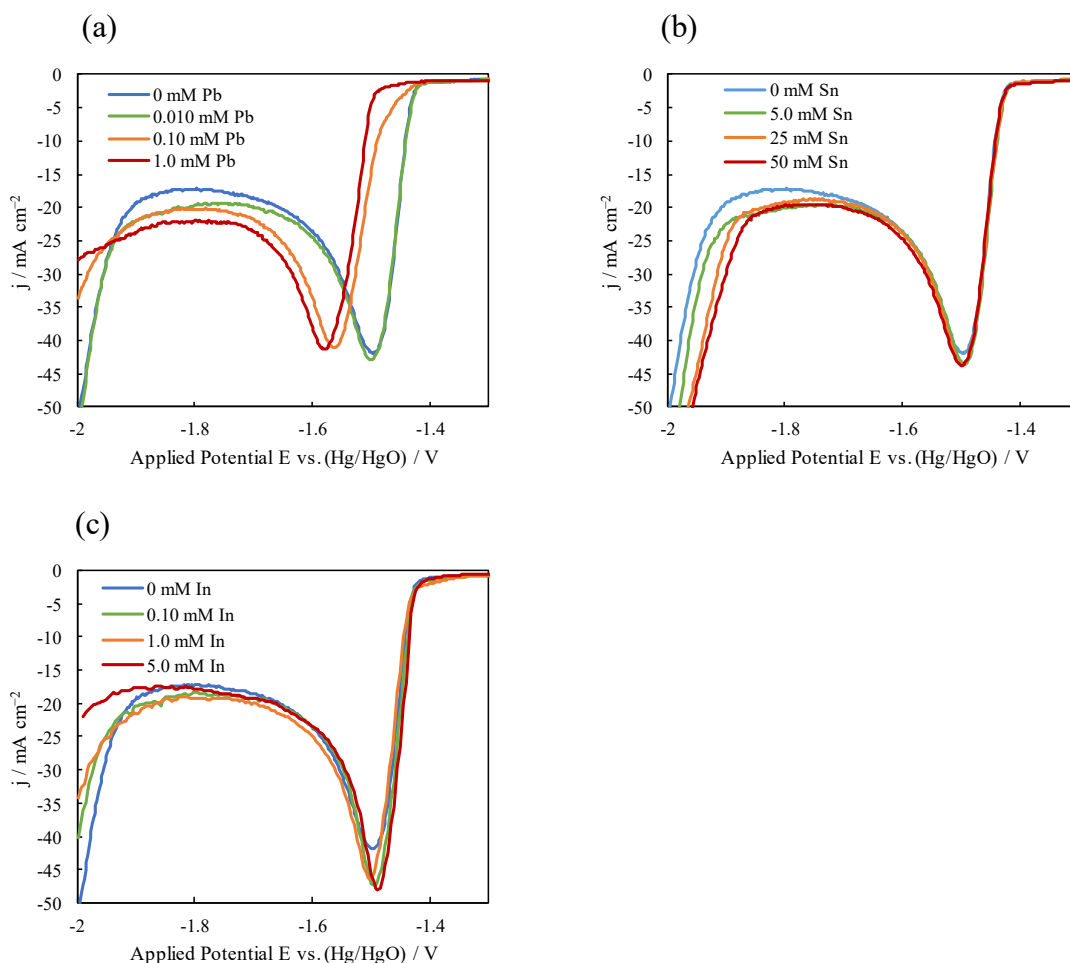 (a)
0
-5
-10
-15
-20
-25
-30
-35
-40
-45
-50
j / mA cm⁻²
0 mM Pb
0.010 mM Pb
0.10 mM Pb
1.0 mM Pb
-2
-1.8
-1.6
-1.4
Applied Potential E vs. (Hg/HgO) / V
(b)
0
-5
-10
-15
-20
-25
-30
-35
-40
-45
-50
j / mA cm⁻²
0 mM Sn
5.0 mM Sn
25 mM Sn
50 mM Sn
-2
-1.8
-1.6
-1.4
Applied Potential E vs. (Hg/HgO) / V
(c)
0
-5
-10
-15
-20
-25
-30
-35
-40
-45
-50
j / mA cm⁻²
0 mM In
0.10 mM In
1.0 mM In
5.0 mM In
-2
-1.8
-1.6
-1.4
Applied Potential E vs. (Hg/HgO) / V